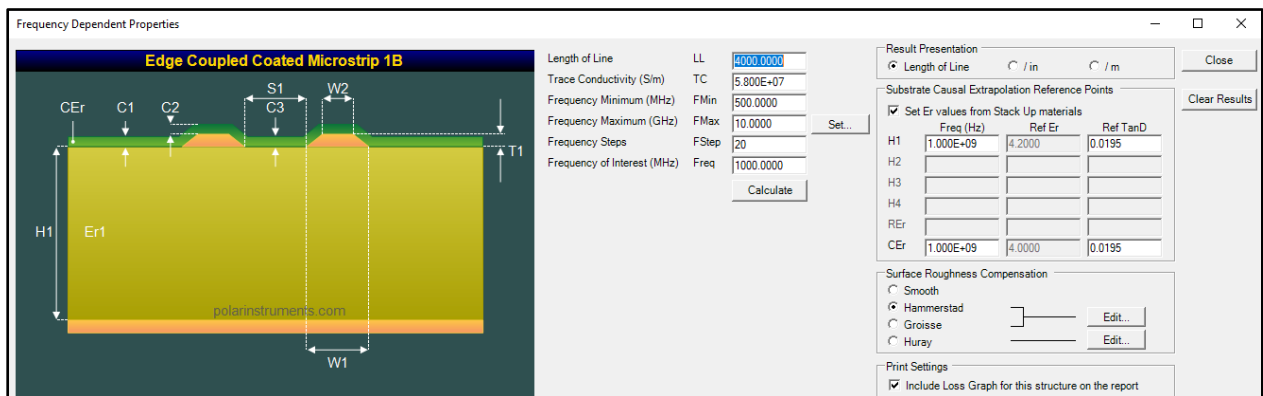 Frequency Dependent Properties
Edge Coupled Coated Microstrip 1B
CEr C1 C2 S1 C3 W2
T1
H1 Er1
polarinstruments.com
W1
Length of Line LL 4000.0000
Trace Conductivity (S/m) TC 5.800E+07
Frequency Minimum (MHz) FMin 500.0000
Frequency Maximum (GHz) FMax 10.0000 Set...
Frequency Steps FStep 20
Frequency of Interest (MHz) Freq 1000.0000
Calculate
Result Presentation
Length of Line / in / m
Substrate Causal Extrapolation Reference Points
Set Er values from Stack Up materials
Freq (Hz) Ref Er Ref TanD
H1 1.000E+09 4.2000 0.0195
H2
H3
H4
REr
CEr 1.000E+09 4.0000 0.0195
Surface Roughness Compensation
Smooth
Hammerstad
Edit...
Groisse
Huray Edit...
Print Settings
Include Loss Graph for this structure on the report
Close
Clear Results